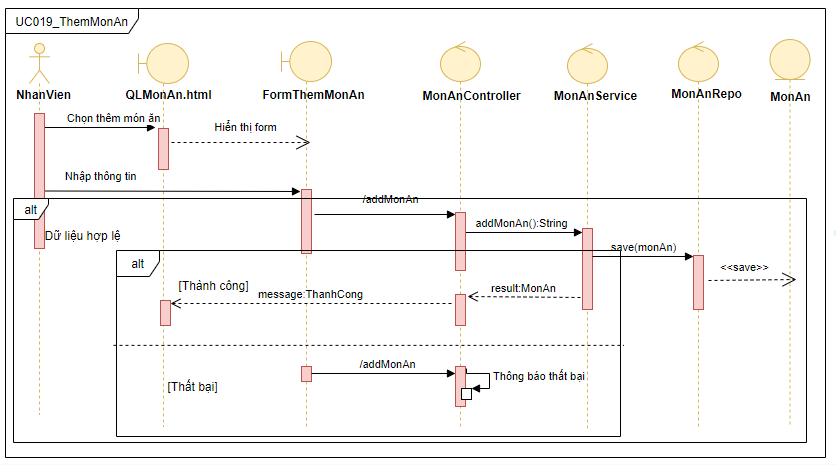 UC019_ThemMonAn
NhanVien
QLMonAn.html
FormThemMonAn
MonAnController
MonAnService
MonAnRepo
MonAn
Chọn thêm món ăn
Hiển thị form
Nhập thông tin
alt
/addMonAn
addMonAn():String
Dữ liệu hợp lệ
save(monAn)
alt
<<save>>
[Thành công]
result:MonAn
message:ThanhCong
/addMonAn
Thông báo thất bại
[Thất bại]